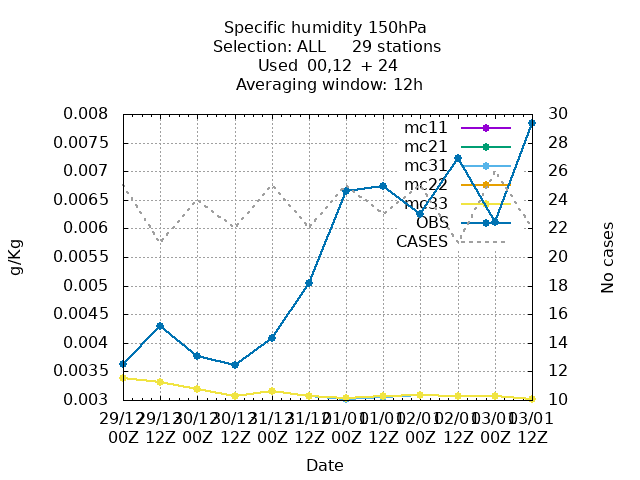 Specific humidity 150hPa
Selection: ALL 29 stations
Used 00,12 + 24
Averaging window: 12h
0.008
0.0075
0.007
0.0065
0.006
0.0055
0.005
0.0045
0.004
0.0035
0.003
g/Kg
mc11
mc21
mc31
mc22
mc33
OBS
CASES
30
28
26
24
22
20
18
16
14
12
10
No cases
29/12 29/12 30/12 30/12 31/12 31/12 01/01 01/01 02/01 02/01 03/01 03/01
00Z 12Z 00Z 12Z 00Z 12Z 00Z 12Z 00Z 12Z 00Z 12Z
Date